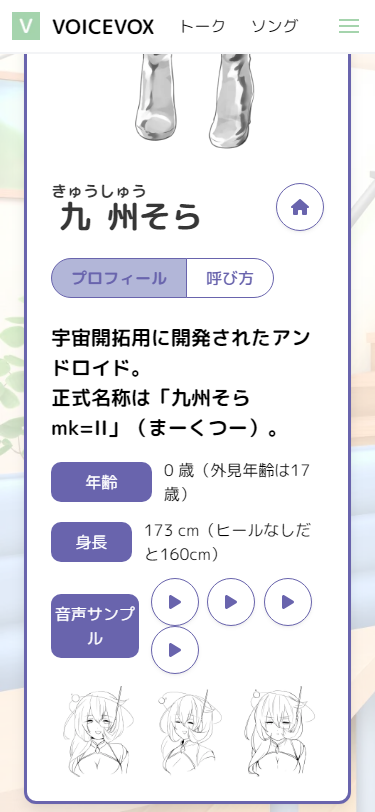 V VOICEVOX トーク ソング
きゅうしゅう
九州そら
プロフィール 呼び方
宇宙開拓用に開発されたアン
ドロイド。
正式名称は「九州そら
mk=II」（まーくつー）。
年齢 0 歳（外見年齢は17
歳）
身長 173 cm（ヒールなしだ
と160cm）
音声サンプ
ル